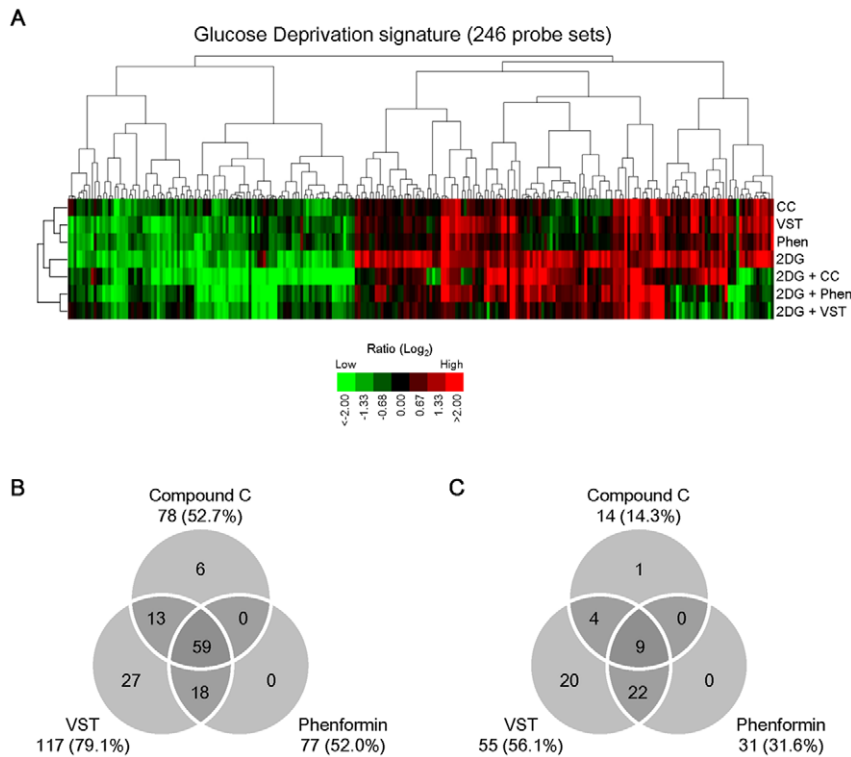 A
Glucose Deprivation signature (246 probe sets)
CC
VST
Phen
2DG
2DG + CC
2DG + Phen
2DG + VST
Ratio (Log2)
Low High
<-2.00 -1.33 -0.68 0.00 0.67 1.33 >2.00
B
Compound C
78 (52.7%)
6
13 0
59
27 18 0
VST
117 (79.1%)
Phenformin
77 (52.0%)
C
Compound C
14 (14.3%)
1
4 0
9
20 22 0
VST
55 (56.1%)
Phenformin
31 (31.6%)